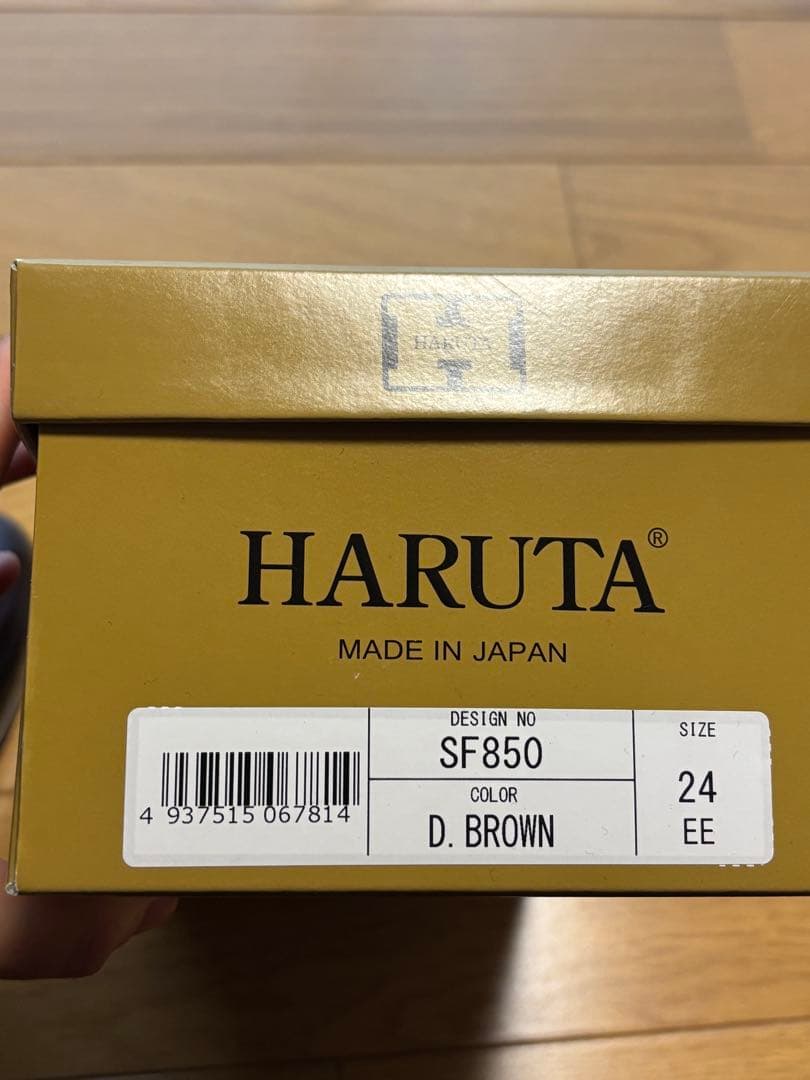 HARUTA
HARUTA®
MADE IN JAPAN
4 937515 067814
DESIGN NO
SF850
COLOR
D. BROWN
SIZE
24
EE